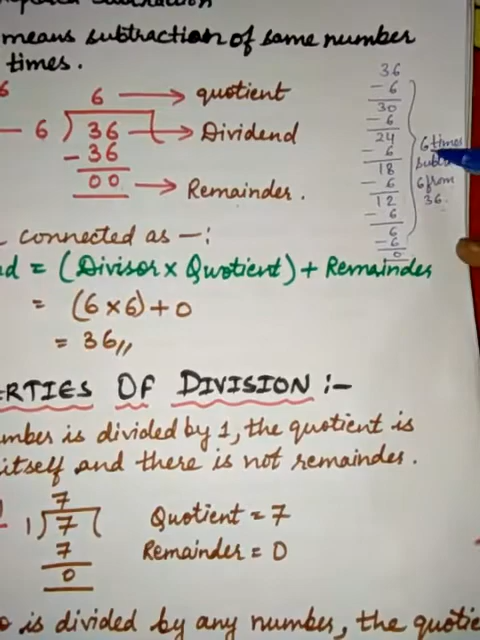 means subtraction of same number
times.
6
6 → quotient
6 ) 36 → Dividend
- 36
00 → Remainder.
36
- 6
30
- 6
24
- 6
18
- 6
12
- 6
6
- 6
0
6 times
6 from
36.
connected as -:
= (Divisor x Quotient) + Remainder
= (6 x 6) + 0
= 36,,
OF DIVISION :-
is divided by 1, the quotient is
itself and there is not remainder.
7
1 ) 7 (
7
0
Quotient = 7
Remainder = 0
is divided by any number, the